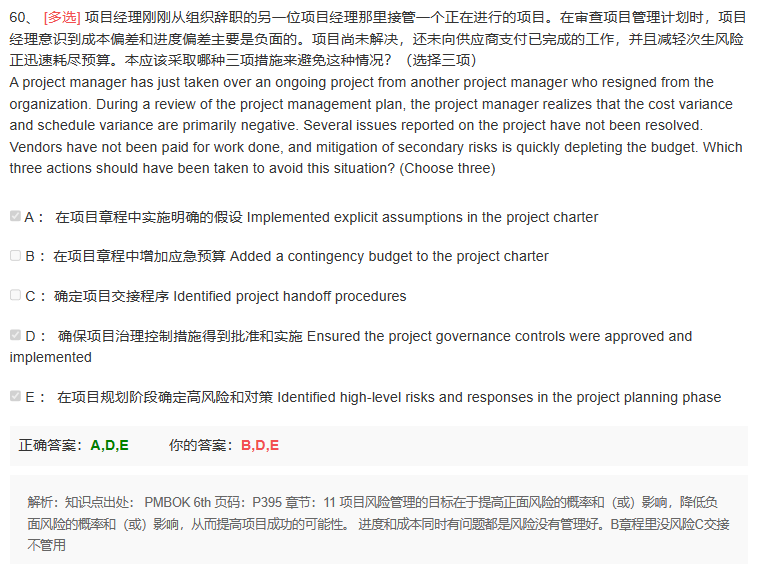 60、 [多选] 项目经理刚刚从组织辞职的另一位项目经理那里接管一个正在进行的项目。在审查项目管理计划时，项目
经理意识到成本偏差和进度偏差主要是负面的。项目尚未解决，还未向供应商支付已完成的工作，并且减轻次生风险
正迅速耗尽预算。本应该采取哪种三项措施来避免这种情况？（选择三项）
A project manager has just taken over an ongoing project from another project manager who resigned from the
organization. During a review of the project management plan, the project manager realizes that the cost variance
and schedule variance are primarily negative. Several issues reported on the project have not been resolved.
Vendors have not been paid for work done, and mitigation of secondary risks is quickly depleting the budget. Which
three actions should have been taken to avoid this situation? (Choose three)
A： 在项目章程中实施明确的假设 Implemented explicit assumptions in the project charter
B： 在项目章程中增加应急预算 Added a contingency budget to the project charter
C： 确定项目交接程序 Identified project handoff procedures
D： 确保项目治理控制措施得到批准和实施 Ensured the project governance controls were approved and
implemented
E： 在项目规划阶段确定高风险和对策 Identified high-level risks and responses in the project planning phase
正确答案：A,D,E 你的答案：B,D,E
解析：知识点出处： PMBOK 6th 页码：P395 章节：11 项目风险管理的目标在于提高正面风险的概率和（或）影响，降低负
面风险的概率和（或）影响，从而提高项目成功的可能性。 进度和成本同时有问题都是风险没有管理好。B章程里没风险C交接
不管用